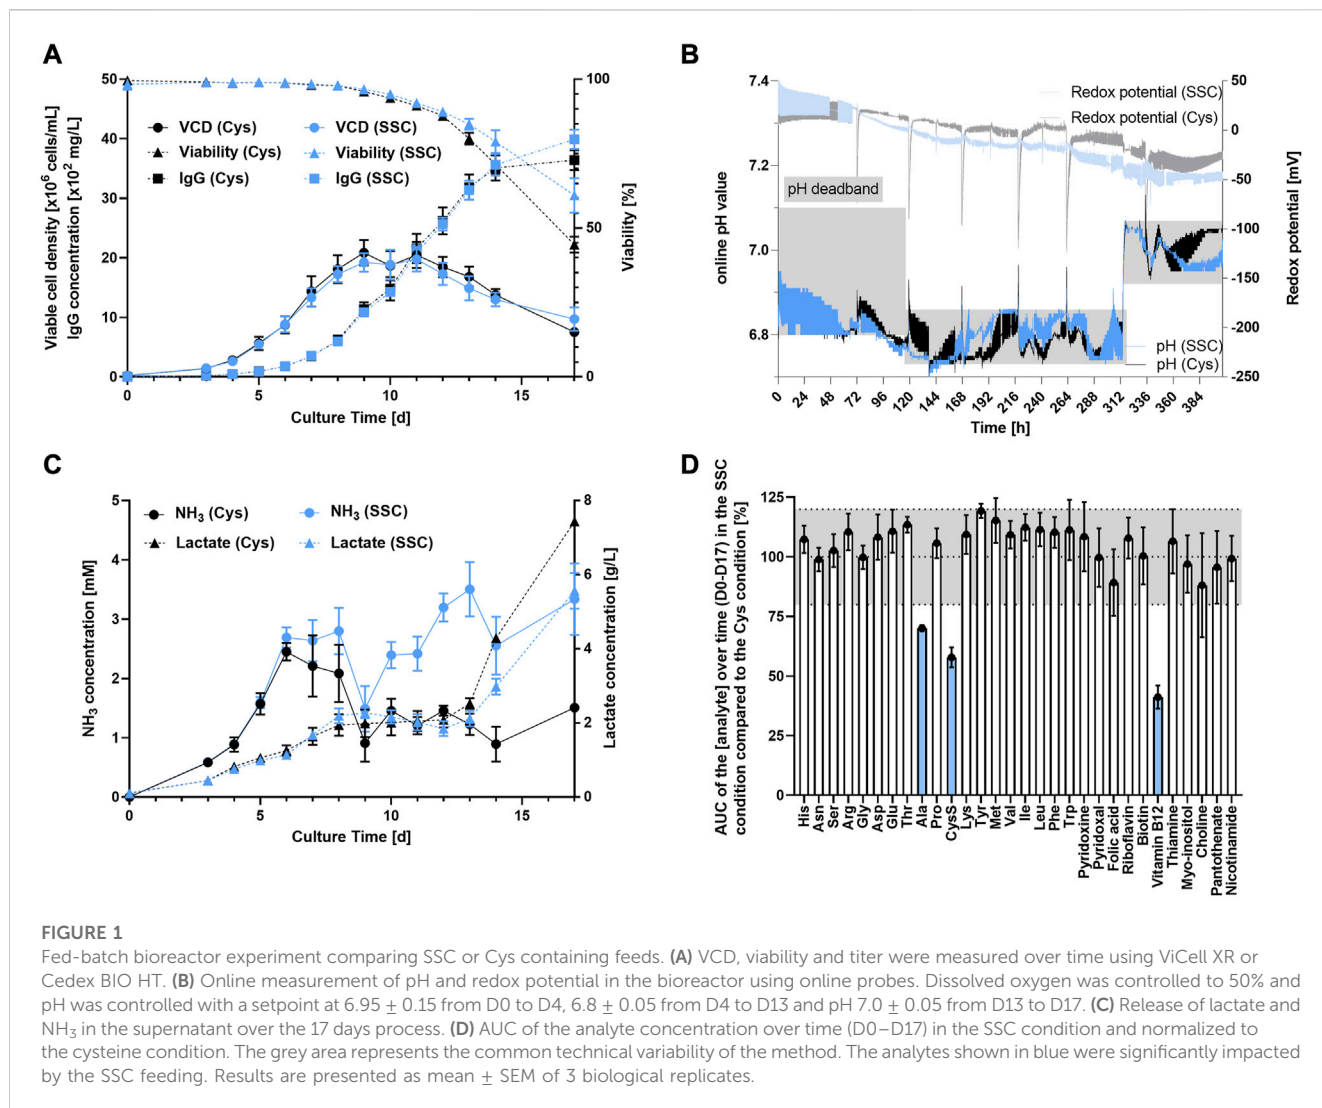 A
50
40
30
20
10
0
Viable cell density [x10⁶ cells/mL]
IgG concentration [x10² mg/L]
VCD (Cys)
VCD (SSC)
Viability (Cys)
Viability (SSC)
IgG (Cys)
IgG (SSC)
100
50
0
Viability [%]
0
5
10
15
Culture Time [d]
B
7.4
7.2
7.0
6.8
online pH value
Redox potential (SSC)
Redox potential (Cys)
pH deadband
pH (SSC)
pH (Cys)
50
0
-50
-100
-150
-200
-250
Redox potential [mV]
0
24
48
72
96
120
144
168
192
216
240
264
288
312
336
360
384
Time [h]
C
5
4
3
2
1
0
NH₃ concentration [mM]
NH₃ (Cys)
NH₃ (SSC)
Lactate (Cys)
Lactate (SSC)
8
6
4
2
0
Lactate concentration [g/L]
0
5
10
15
Culture Time [d]
D
AUC of the [analyte] over time (D0-D17) in the SSC
condition compared to the Cys condition [%]
125
100
75
50
25
0
His
Asn
Ser
Arg
Gly
Asp
Glu
Thr
Ala
Pro
CysS
Lys
Tyr
Met
Val
Ile
Leu
Phe
Trp
Pyridoxine
Pyridoxal
Folic acid
Riboflavin
Biotin
Vitamin B12
Thiamine
Myo-inositol
Choline
Pantothenate
Nicotinamide
FIGURE 1
Fed-batch bioreactor experiment comparing SSC or Cys containing feeds. (A) VCD, viability and titer were measured over time using ViCell XR or
Cedex BIO HT. (B) Online measurement of pH and redox potential in the bioreactor using online probes. Dissolved oxygen was controlled to 50% and
pH was controlled with a setpoint at 6.95 ± 0.15 from D0 to D4, 6.8 ± 0.05 from D4 to D13 and pH 7.0 ± 0.05 from D13 to D17. (C) Release of lactate and
NH₃ in the supernatant over the 17 days process. (D) AUC of the analyte concentration over time (D0–D17) in the SSC condition and normalized to
the cysteine condition. The grey area represents the common technical variability of the method. The analytes shown in blue were significantly impacted
by the SSC feeding. Results are presented as mean ± SEM of 3 biological replicates.